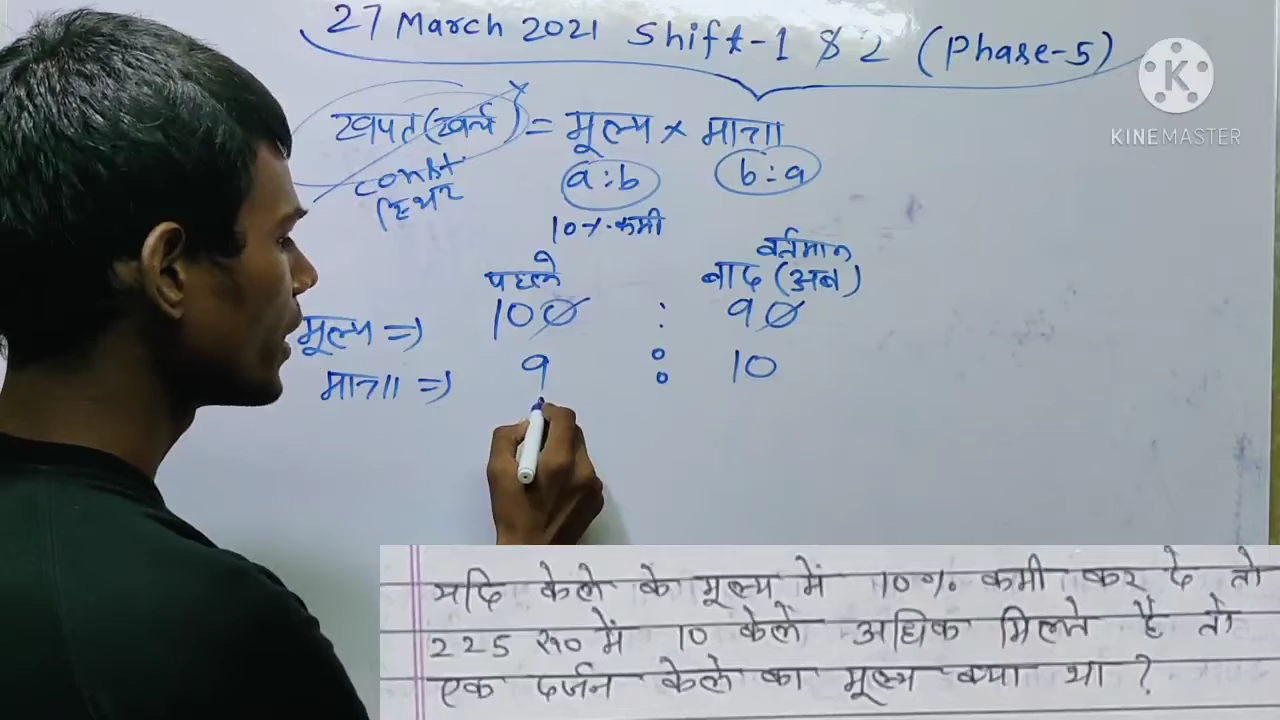 27 March 2021 Shift-1 & 2 (Phase-5)
खपत(खर्च) = मूल्य × मात्रा
const a:b b:a
स्थिर
10% कमी
वर्तमान
पहले बाद (अब)
मूल्य => 100 : 90
मात्रा => 9 : 10
यदि केले के मूल्य में 10% कमी कर दे तो
225 रु० में 10 केले अधिक मिलते है तो
एक दर्जन केले का मूल्य क्या था ?
K
KINEMASTER